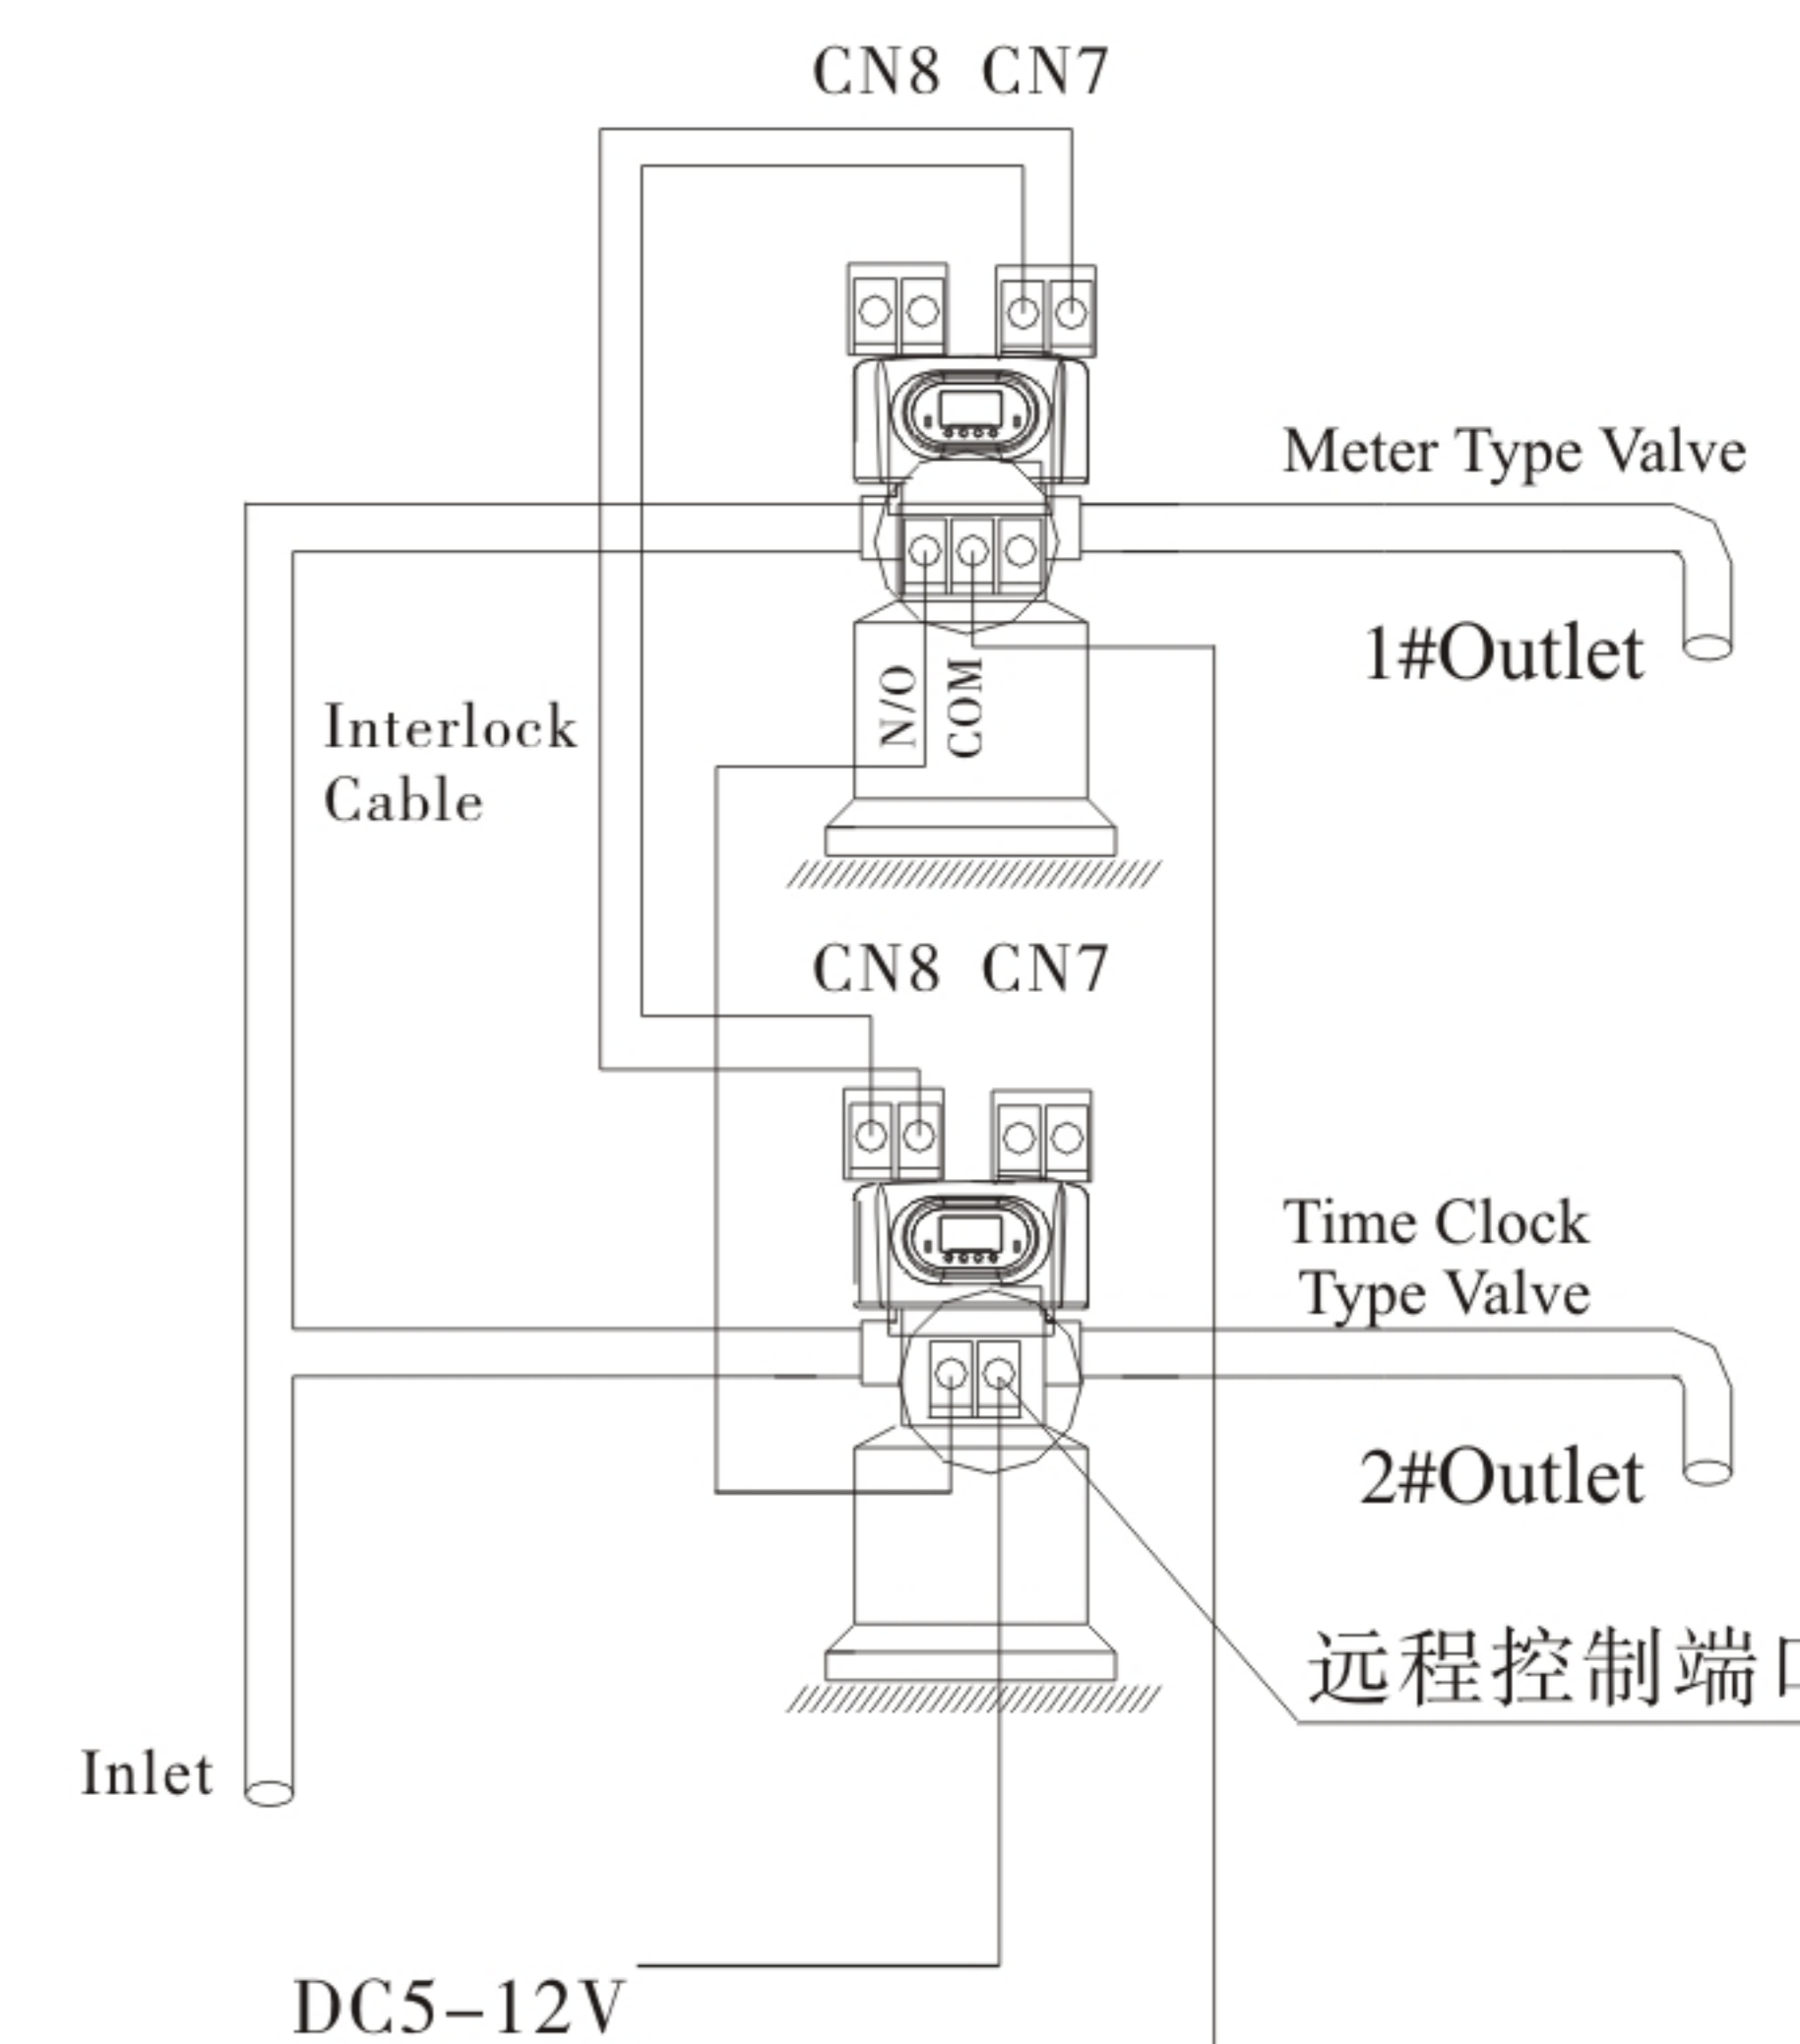 CN8 CN7
Meter Type Valve
1#Outlet
N/O
COM
Interlock
Cable
CN8 CN7
Time Clock
Type Valve
2#Outlet
远程控制端口
Inlet
DC5-12V